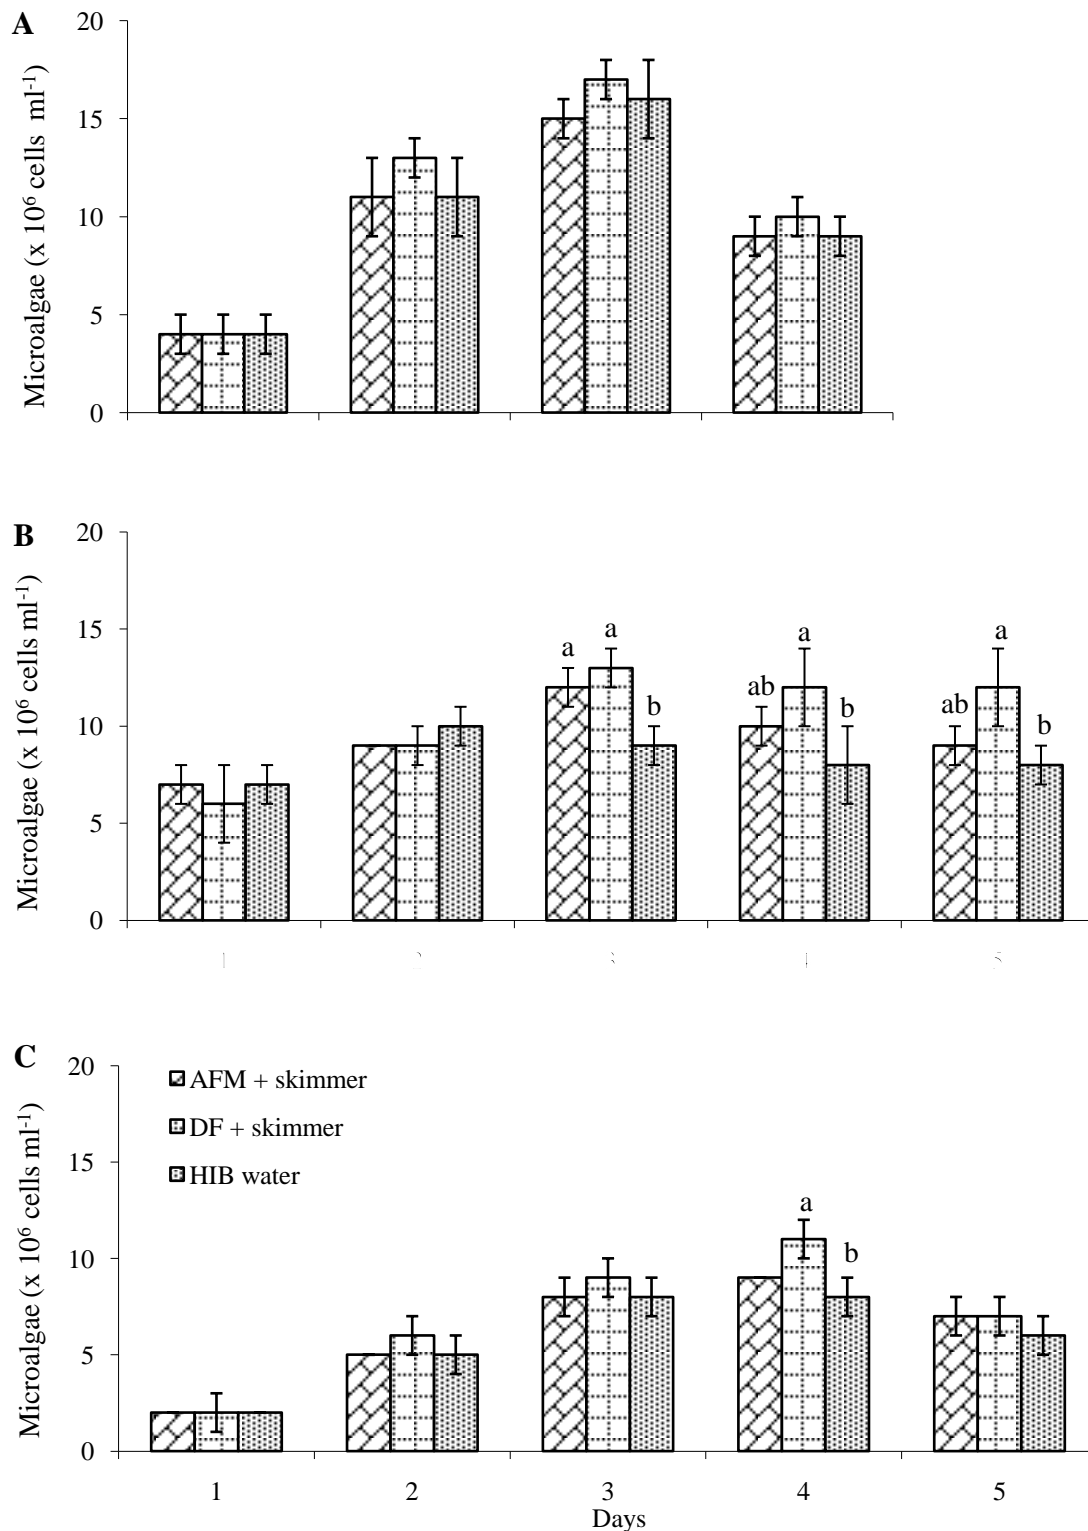 A
20
15
10
5
0
Microalgae (x 10⁶ cells ml⁻¹)
B
20
15
10
5
0
Microalgae (x 10⁶ cells ml⁻¹)
a
a
b
ab
a
b
ab
a
b
C
20
15
10
5
0
Microalgae (x 10⁶ cells ml⁻¹)
AFM + skimmer
DF + skimmer
HIB water
a
b
1 2 3 4 5
Days